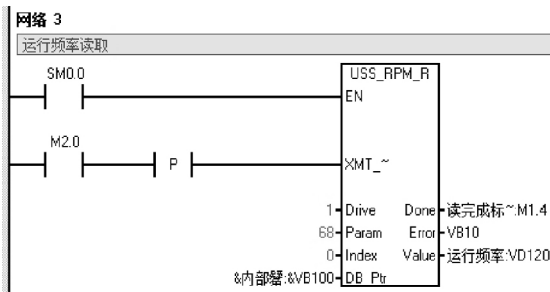 网络 3
运行频率读取
SM0.0
USS_RPM_R
EN
M2.0
P
XMT_~
1 Drive Done 读完成标~:M1.4
68 Param Error VB10
0 Index Value 运行频率:VD120
&内部蟹:&VB100 DB_Ptr